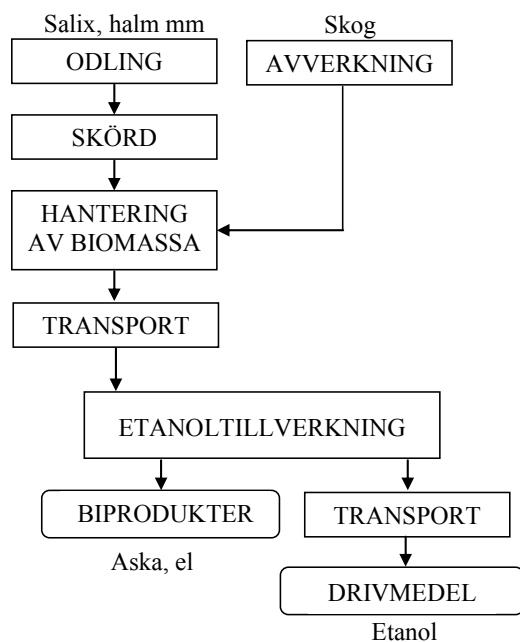 Salix, halm mm
Skog
ODLING
AVVERKNING
SKÖRD
HANTERING
AV BIOMASSA
TRANSPORT
ETANOLTILLVERKNING
BIPRODUKTER
TRANSPORT
Aska, el
DRIVMEDEL
Etanol